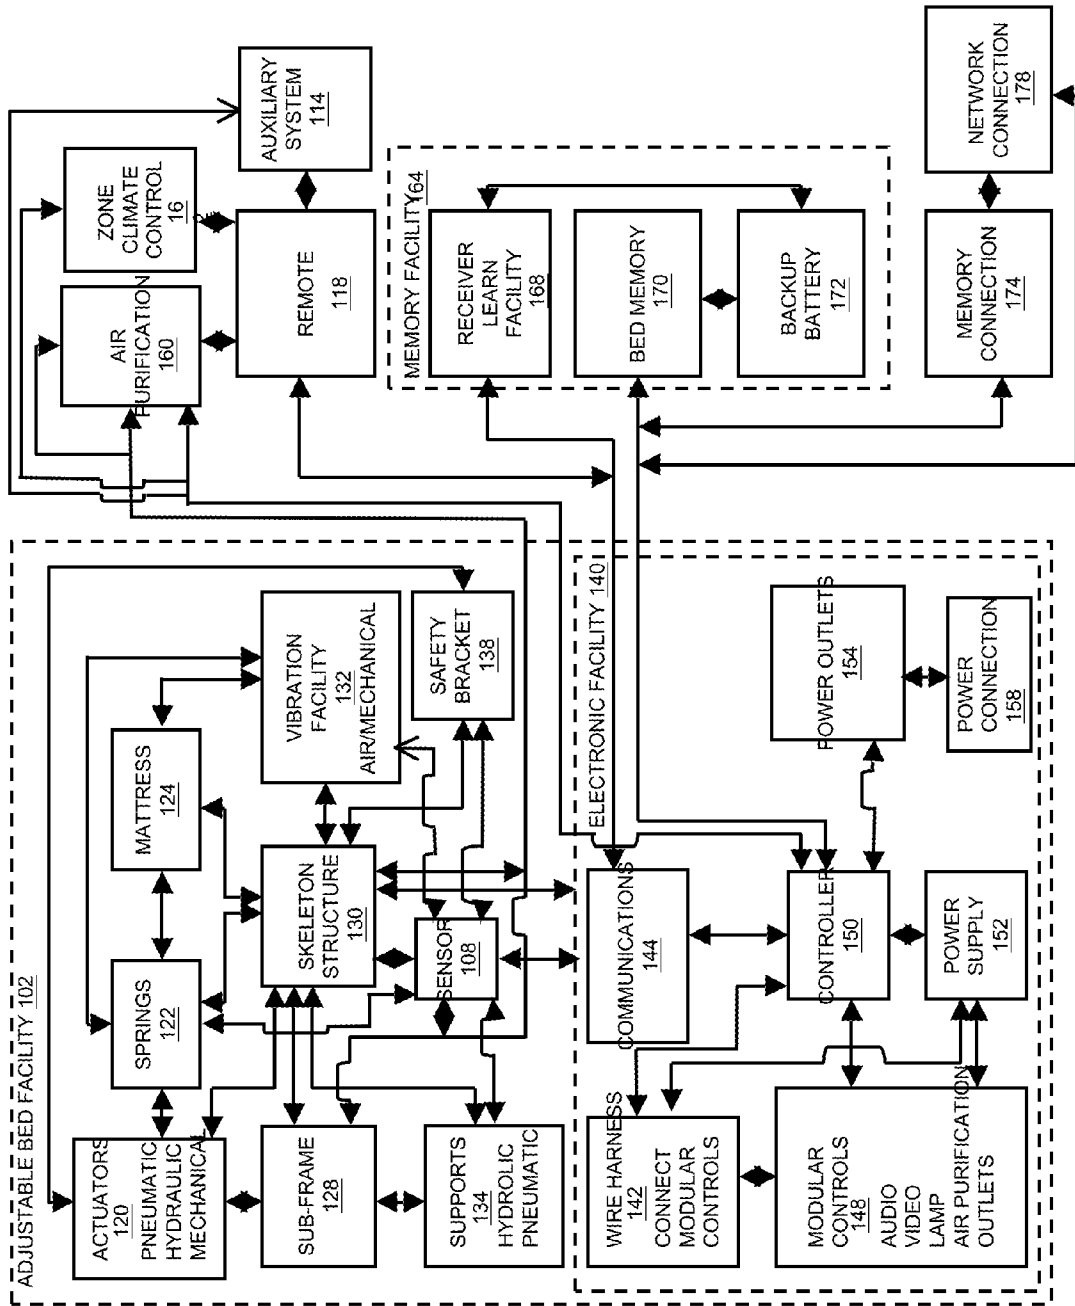 ADJUSTABLE BED FACILITY 102
ACTUATORS
120
PNEUMATIC
HYDRAULIC
MECHANICAL
SPRINGS
122
MATTRESS
124
SUB-FRAME
128
SKELETON
STRUCTURE
130
VIBRATION
FACILITY
132
AIR/MECHANICAL
SUPPORTS
134
HYDROLIC
PNEUMATIC
SENSOR
108
SAFETY
BRACKET
138
ELECTRONIC FACILITY 140
WIRE HARNESS
142
CONNECT
MODULAR
CONTROLS
COMMUNICATIONS
144
MODULAR
CONTROLS
148
AUDIO
VIDEO
LAMP
AIR PURIFICATION
OUTLETS
CONTROLLER
150
POWER
SUPPLY
152
POWER OUTLETS
154
POWER
CONNECTION
158
AIR
PURIFICATION
160
ZONE
CLIMATE
CONTROL
16
REMOTE
118
AUXILIARY
SYSTEM
114
MEMORY FACILITY 164
RECEIVER
LEARN
FACILITY
168
BED MEMORY
170
BACKUP
BATTERY
172
MEMORY
CONNECTION
174
NETWORK
CONNECTION
178